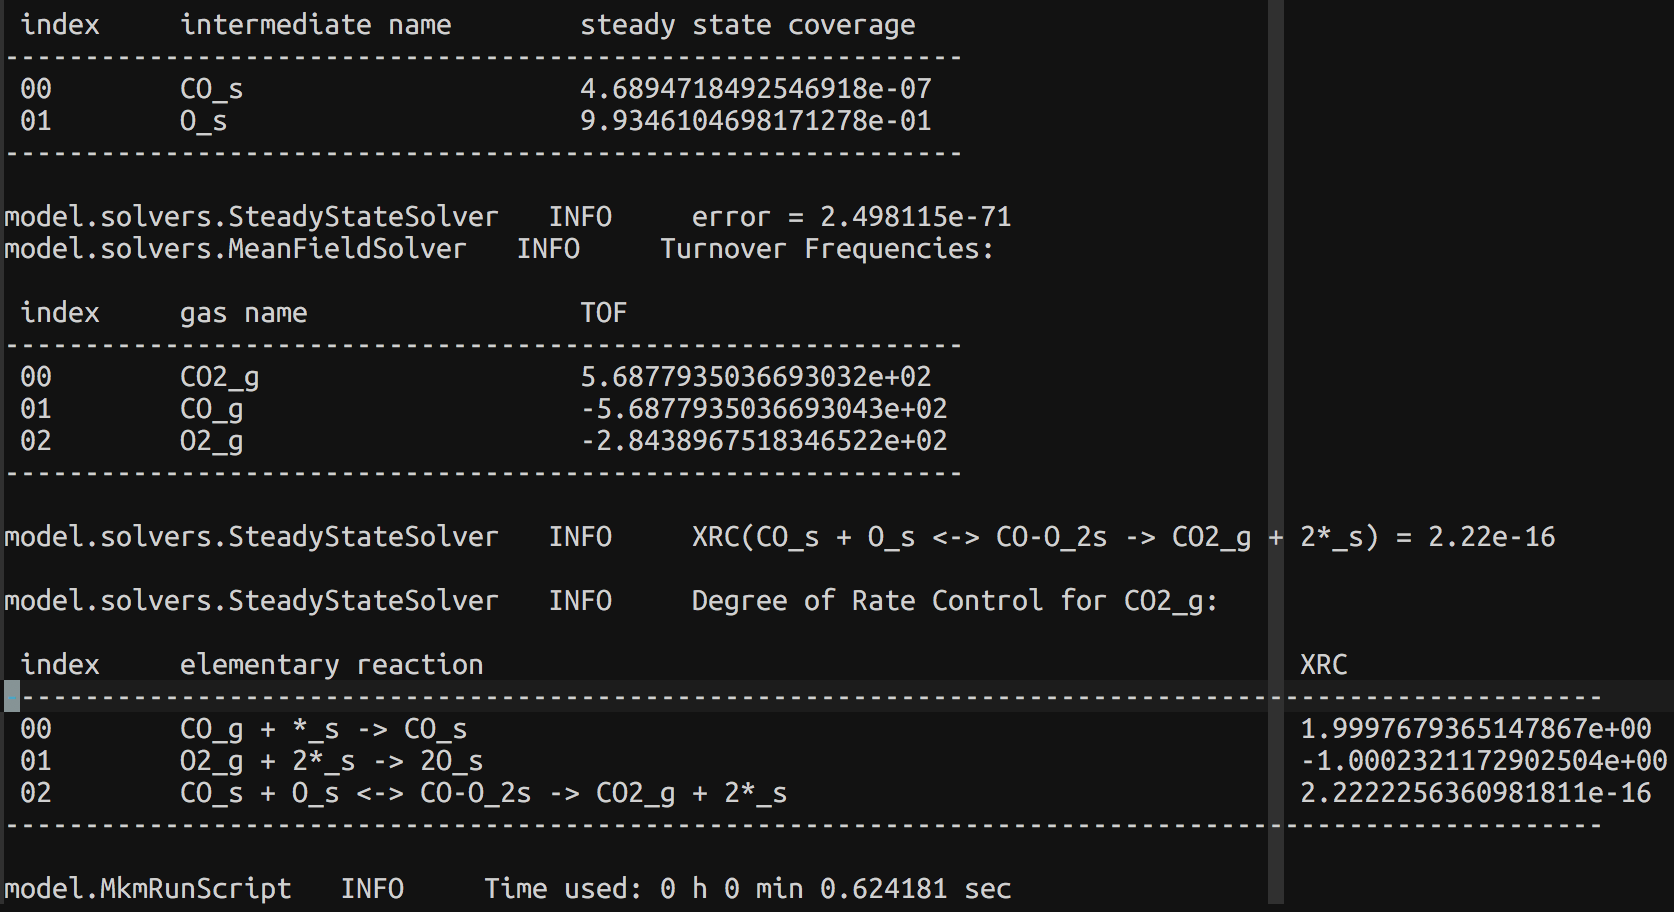 index     intermediate name        steady state coverage
------------------------------------------------------------
00        CO_s                     4.6894718492546918e-07
01        O_s                      9.9346104698171278e-01
------------------------------------------------------------
model.solvers.SteadyStateSolver   INFO     error = 2.498115e-71
model.solvers.MeanFieldSolver   INFO     Turnover Frequencies:
index     gas name                 TOF
------------------------------------------------------------
00        CO2_g                    5.6877935036693032e+02
01        CO_g                     -5.6877935036693043e+02
02        O2_g                     -2.8438967518346522e+02
------------------------------------------------------------
model.solvers.SteadyStateSolver   INFO     XRC(CO_s + O_s <-> CO-O_2s -> CO2_g + 2*_s) = 2.22e-16
model.solvers.SteadyStateSolver   INFO     Degree of Rate Control for CO2_g:
index     elementary reaction                                                   XRC
----------------------------------------------------------------------------------------------------
00        CO_g + *_s -> CO_s                                                    1.9997679365147867e+00
01        O2_g + 2*_s -> 2O_s                                                   -1.0002321172902504e+00
02        CO_s + O_s <-> CO-O_2s -> CO2_g + 2*_s                                2.2222256360981811e-16
----------------------------------------------------------------------------------------------------
model.MkmRunScript   INFO     Time used: 0 h 0 min 0.624181 sec